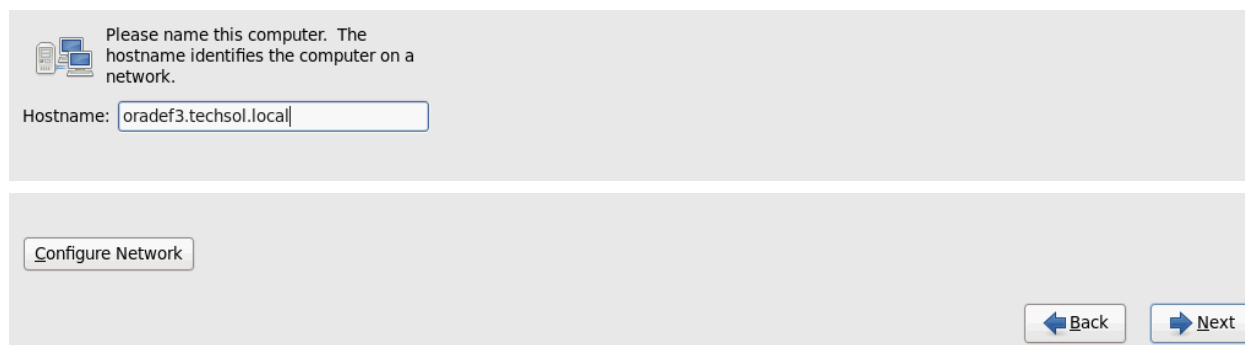 Please name this computer. The
hostname identifies the computer on a
network.
Hostname: oradef3.techsol.local
Configure Network
Back
Next